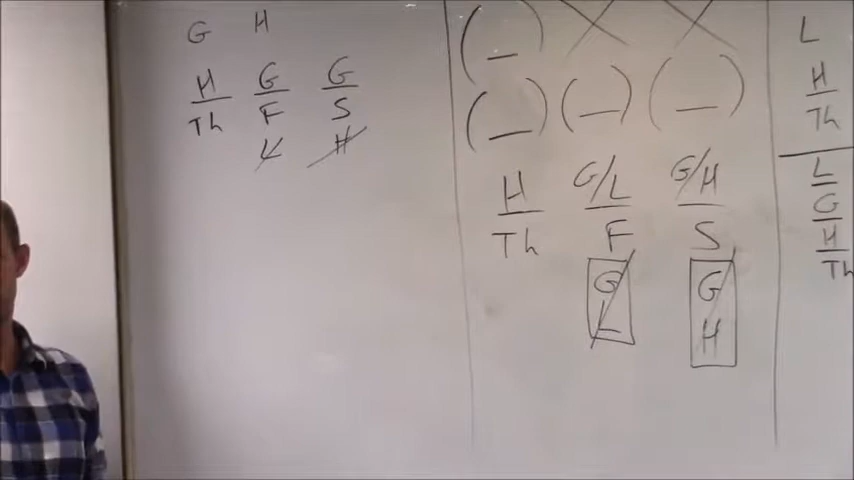 G H
H G G
Th F S
L H
(_) X X
(_) (_) (_)
H G/L G/H
Th F S
G G
L H
L
H
Th
L
G
H
Th